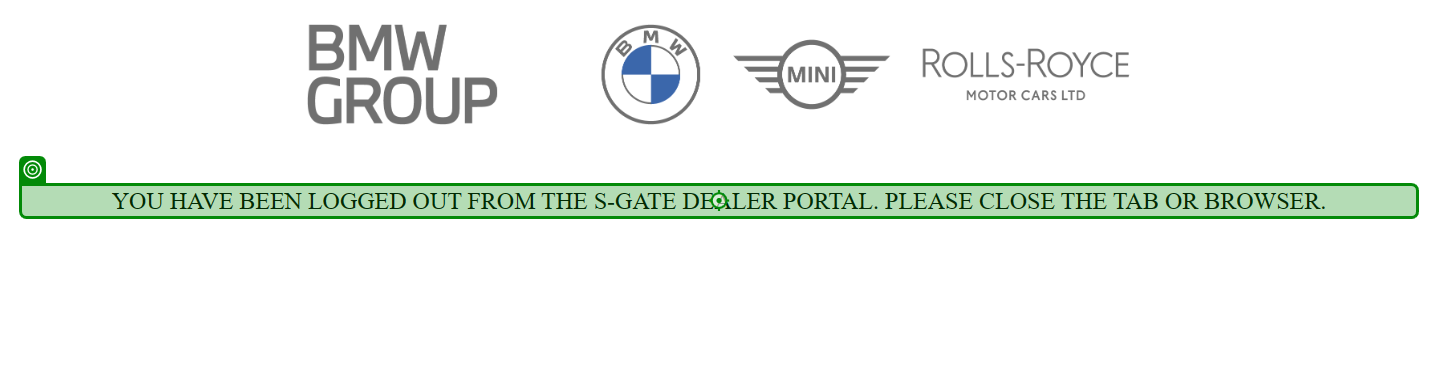 BMW
GROUP
BMW
MINI
ROLLS-ROYCE
MOTOR CARS LTD
YOU HAVE BEEN LOGGED OUT FROM THE S-GATE DEALER PORTAL. PLEASE CLOSE THE TAB OR BROWSER.